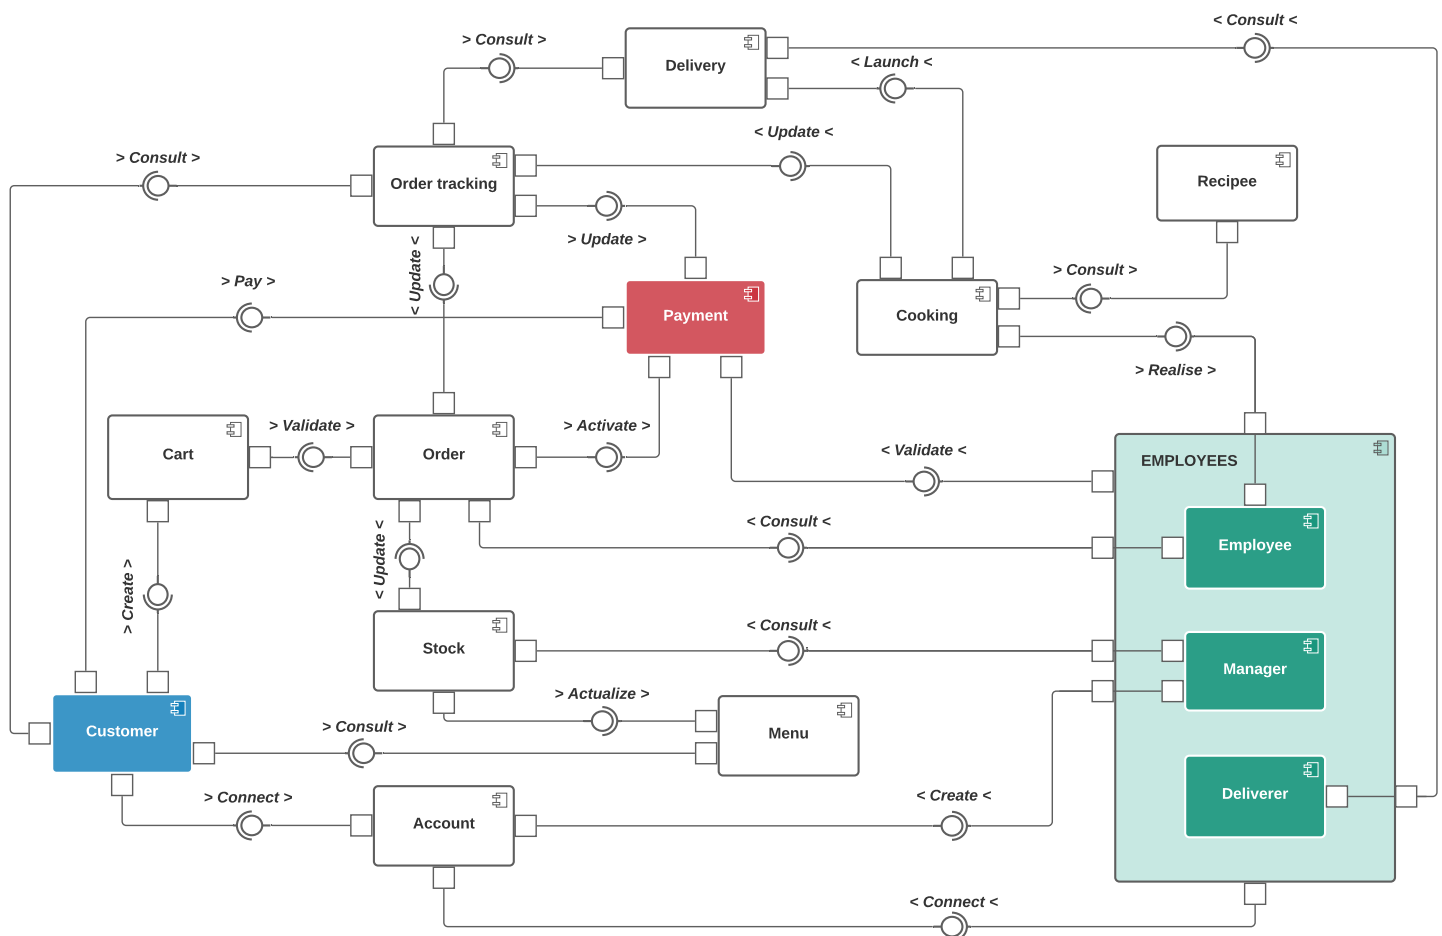 < Consult <
> Consult >
Delivery
< Launch <
< Update <
> Consult >
Order tracking
Recipee
> Update >
< Update <
> Pay >
> Consult >
Payment
Cooking
> Realise >
> Validate >
> Activate >
Cart
Order
< Validate <
EMPLOYEES
< Consult <
Employee
< Update <
> Create >
< Consult <
Stock
Manager
> Actualize >
> Consult >
Customer
Menu
> Connect >
< Create <
Deliverer
Account
< Connect <